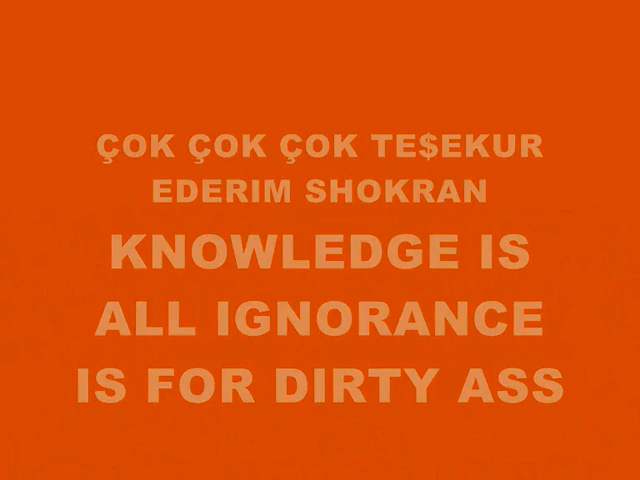 ÇOK ÇOK ÇOK TE$EKUR
EDERIM SHOKRAN
KNOWLEDGE IS
ALL IGNORANCE
IS FOR DIRTY ASS